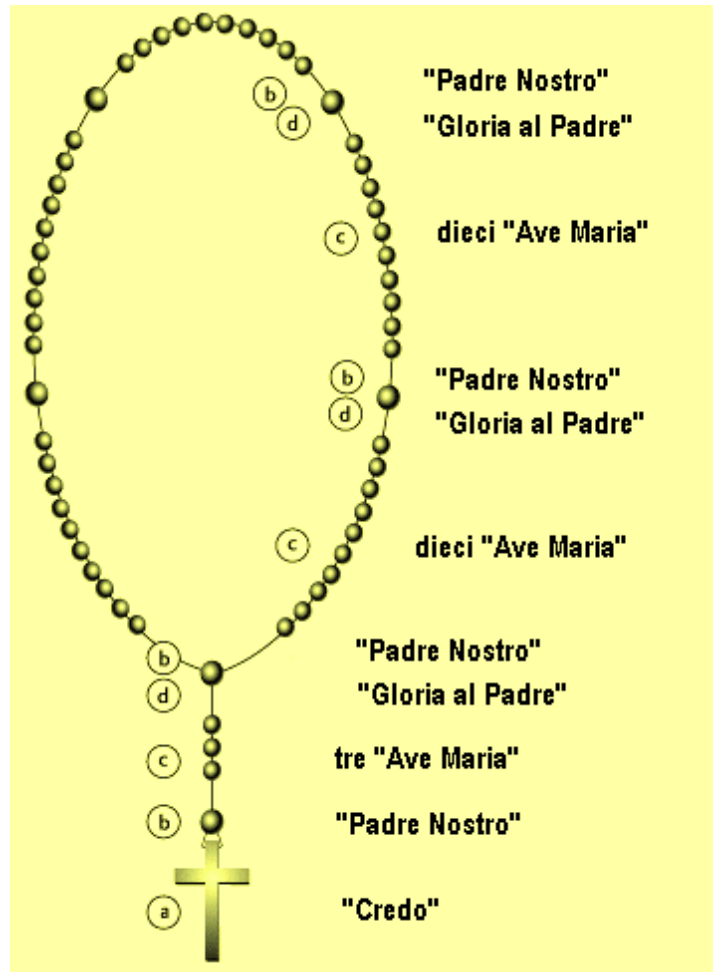 b "Padre Nostro"
d "Gloria al Padre"
c dieci "Ave Maria"
b "Padre Nostro"
d "Gloria al Padre"
c dieci "Ave Maria"
b "Padre Nostro"
d "Gloria al Padre"
c tre "Ave Maria"
b "Padre Nostro"
a "Credo"